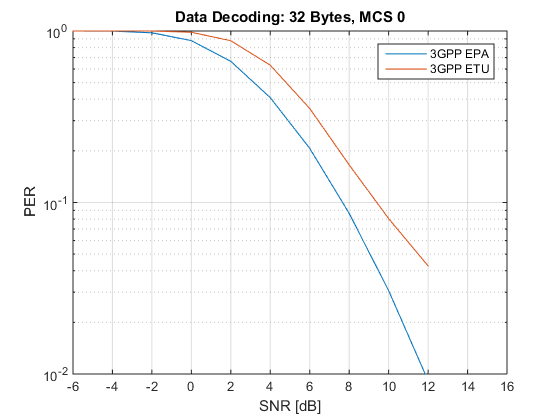 Data Decoding: 32 Bytes, MCS 0
10^0
3GPP EPA
3GPP ETU
PER
10^-1
10^-2
-6 -4 -2 0 2 4 6 8 10 12 14 16
SNR [dB]